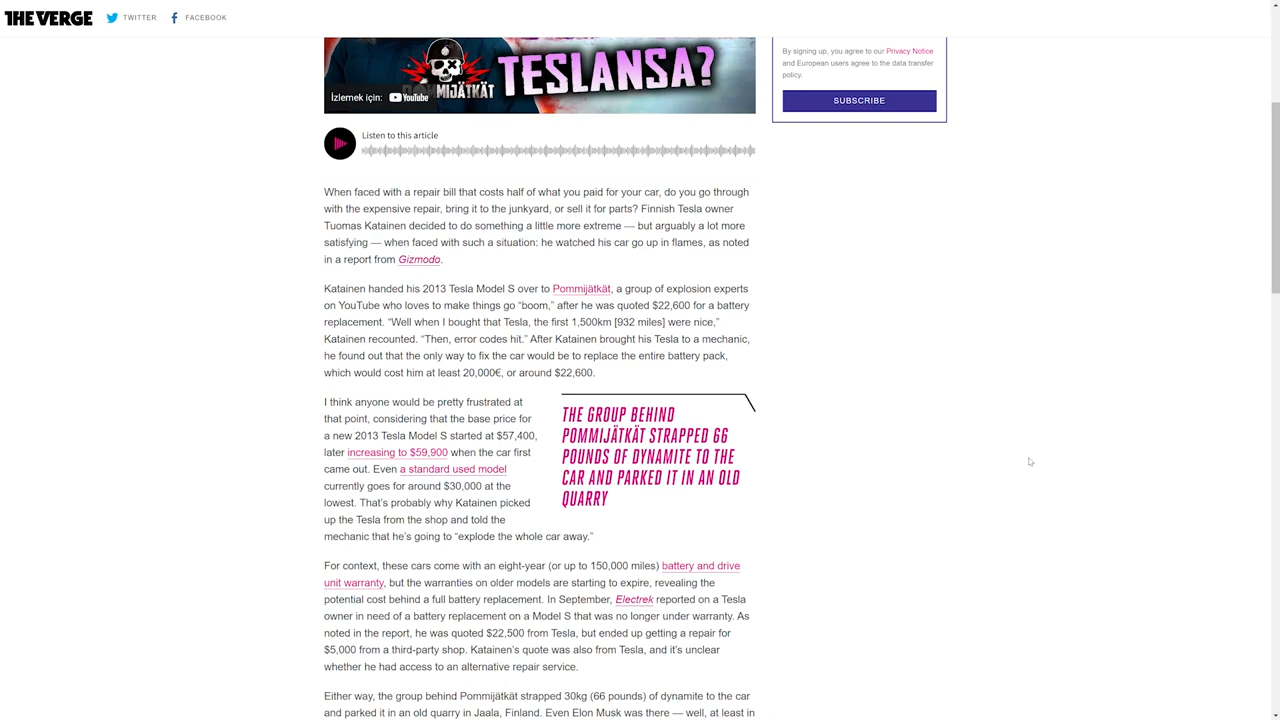 THE VERGE
TWITTER
FACEBOOK
TESLANSA?
MIJÄTKÄT
İzlemek için: YouTube
By signing up, you agree to our Privacy Notice
and European users agree to the data transfer
policy.
SUBSCRIBE
Listen to this article
When faced with a repair bill that costs half of what you paid for your car, do you go through
with the expensive repair, bring it to the junkyard, or sell it for parts? Finnish Tesla owner
Tuomas Katainen decided to do something a little more extreme — but arguably a lot more
satisfying — when faced with such a situation: he watched his car go up in flames, as noted
in a report from Gizmodo.
Katainen handed his 2013 Tesla Model S over to Pommijätkät, a group of explosion experts
on YouTube who loves to make things go “boom,” after he was quoted $22,600 for a battery
replacement. “Well when I bought that Tesla, the first 1,500km [932 miles] were nice,”
Katainen recounted. “Then, error codes hit.” After Katainen brought his Tesla to a mechanic,
he found out that the only way to fix the car would be to replace the entire battery pack,
which would cost him at least 20,000€, or around $22,600.
I think anyone would be pretty frustrated at
that point, considering that the base price for
a new 2013 Tesla Model S started at $57,400,
later increasing to $59,900 when the car first
came out. Even a standard used model
currently goes for around $30,000 at the
lowest. That’s probably why Katainen picked
up the Tesla from the shop and told the
mechanic that he’s going to “explode the whole car away.”
THE GROUP BEHIND
POMMIJÄTKÄT STRAPPED 66
POUNDS OF DYNAMITE TO THE
CAR AND PARKED IT IN AN OLD
QUARRY
For context, these cars come with an eight-year (or up to 150,000 miles) battery and drive
unit warranty, but the warranties on older models are starting to expire, revealing the
potential cost behind a full battery replacement. In September, Electrek reported on a Tesla
owner in need of a battery replacement on a Model S that was no longer under warranty. As
noted in the report, he was quoted $22,500 from Tesla, but ended up getting a repair for
$5,000 from a third-party shop. Katainen’s quote was also from Tesla, and it’s unclear
whether he had access to an alternative repair service.
Either way, the group behind Pommijätkät strapped 30kg (66 pounds) of dynamite to the car
and parked it in an old quarry in Jaala, Finland. Even Elon Musk was there — well, at least in